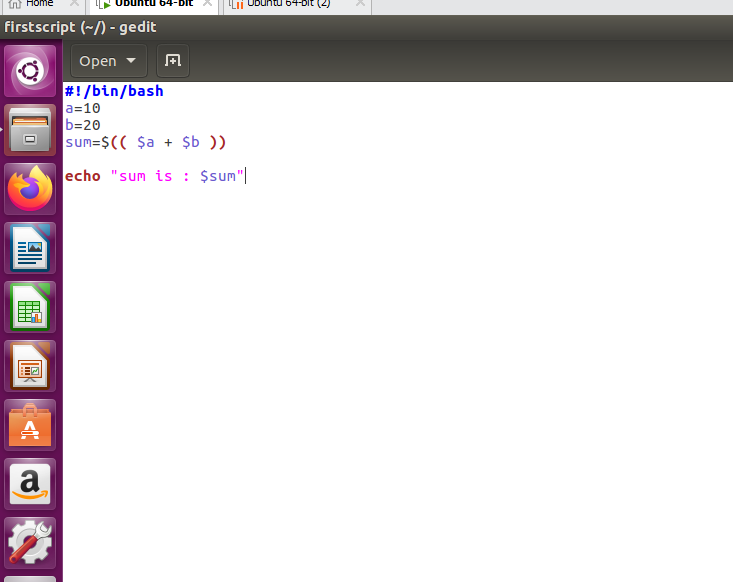 Home
Ubuntu 64-bit
Ubuntu 64-bit (2)
firstscript (~/) - gedit
Open
#!/bin/bash
a=10
b=20
sum=$(( $a + $b ))
echo "sum is : $sum"